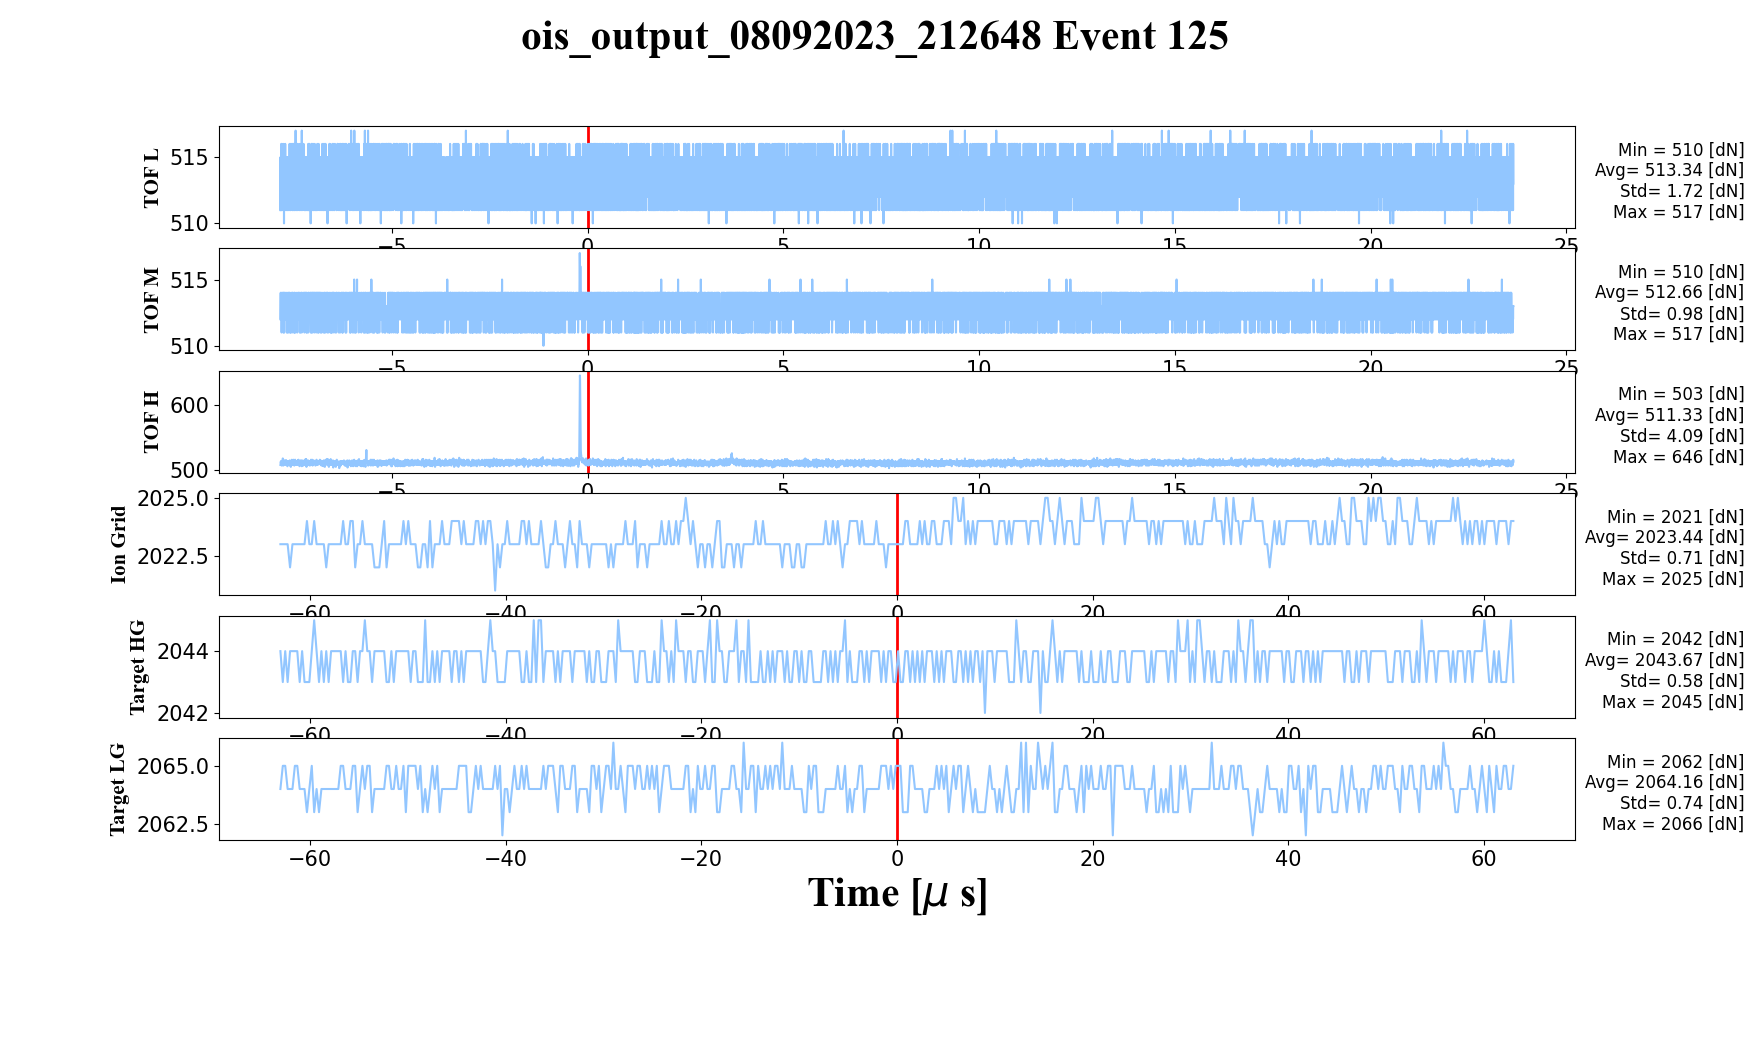 ois_output_08092023_212648 Event 125
TOF L
515
510
−5
0
5
10
15
20
25
Min = 510 [dN]
Avg= 513.34 [dN]
Std= 1.72 [dN]
Max = 517 [dN]
TOF M
515
510
−5
0
5
10
15
20
25
Min = 510 [dN]
Avg= 512.66 [dN]
Std= 0.98 [dN]
Max = 517 [dN]
TOF H
600
500
−5
0
5
10
15
20
25
Min = 503 [dN]
Avg= 511.33 [dN]
Std= 4.09 [dN]
Max = 646 [dN]
Ion Grid
2025.0
2022.5
−60
−40
−20
0
20
40
60
Min = 2021 [dN]
Avg= 2023.44 [dN]
Std= 0.71 [dN]
Max = 2025 [dN]
Target HG
2044
2042
−60
−40
−20
0
20
40
60
Min = 2042 [dN]
Avg= 2043.67 [dN]
Std= 0.58 [dN]
Max = 2045 [dN]
Target LG
2065.0
2062.5
−60
−40
−20
0
20
40
60
Min = 2062 [dN]
Avg= 2064.16 [dN]
Std= 0.74 [dN]
Max = 2066 [dN]
Time [μ s]